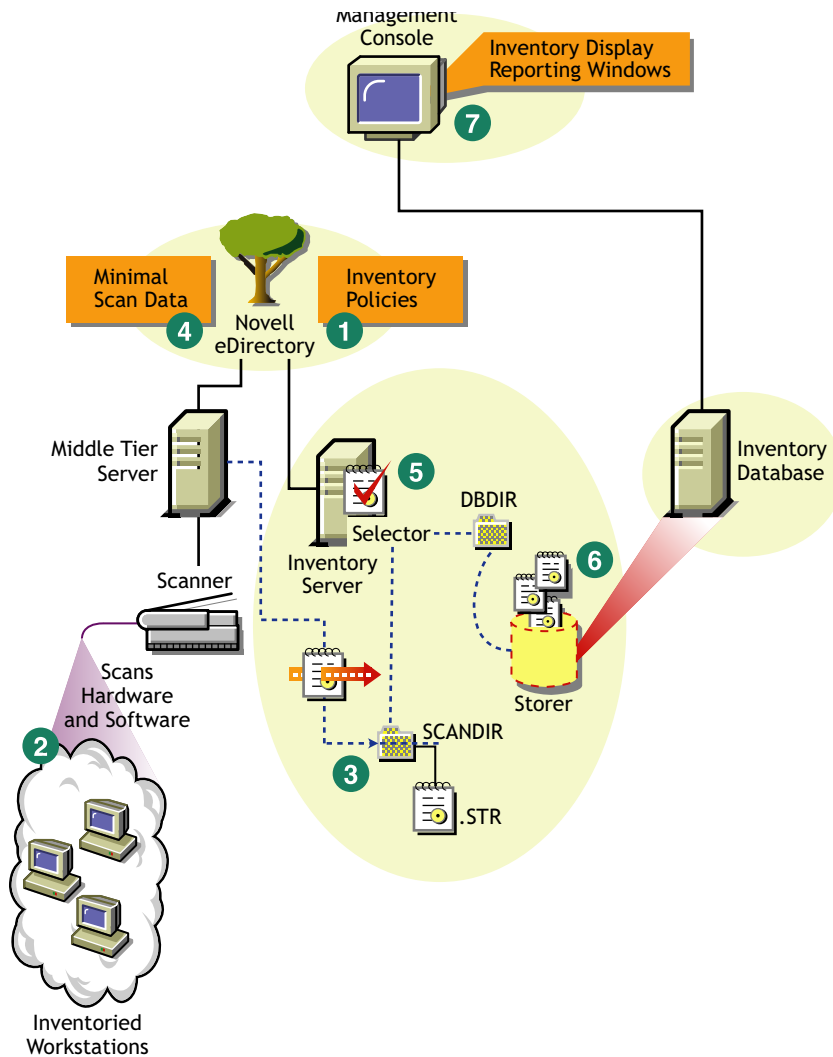 Management
Console
Inventory Display
Reporting Windows
7
Minimal
Scan Data
4
Inventory
Policies
1
Novell
eDirectory
Middle Tier
Server
5
Selector
Inventory
Server
DBDIR
6
Inventory
Database
Scanner
Scans
Hardware
and Software
2
Storer
SCANDIR
3
.STR
Inventoried
Workstations